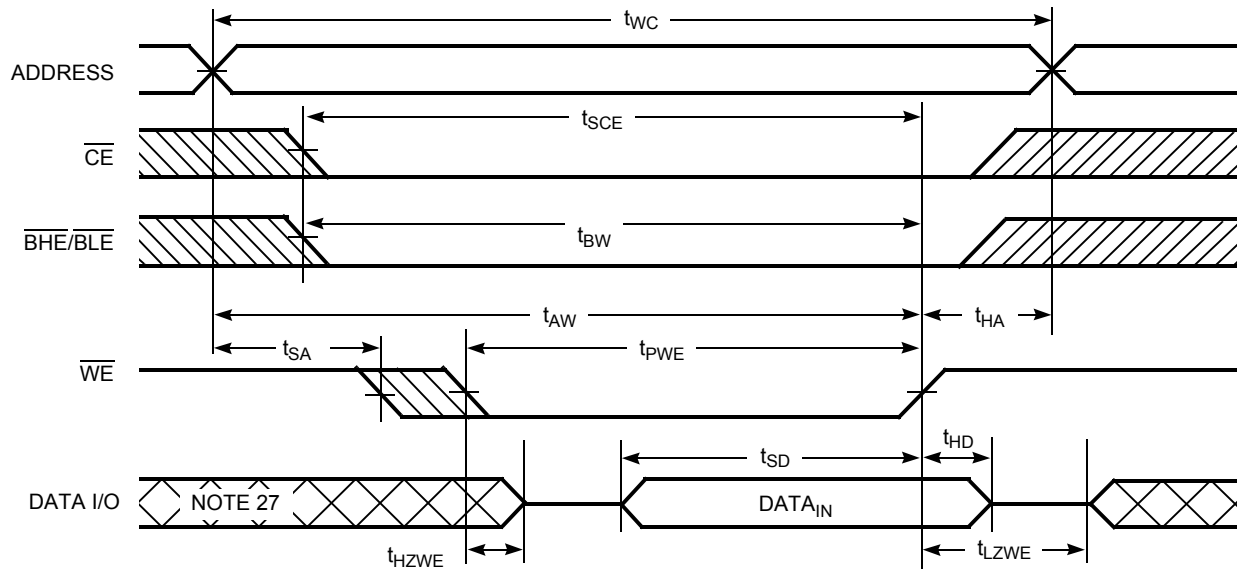 tWC
ADDRESS
tSCE
CE
BHE/BLE
tBW
tAW
tHA
tSA
tPWE
WE
tHD
tSD
DATA I/O
NOTE 27
DATAIN
tHZWE
tLZWE